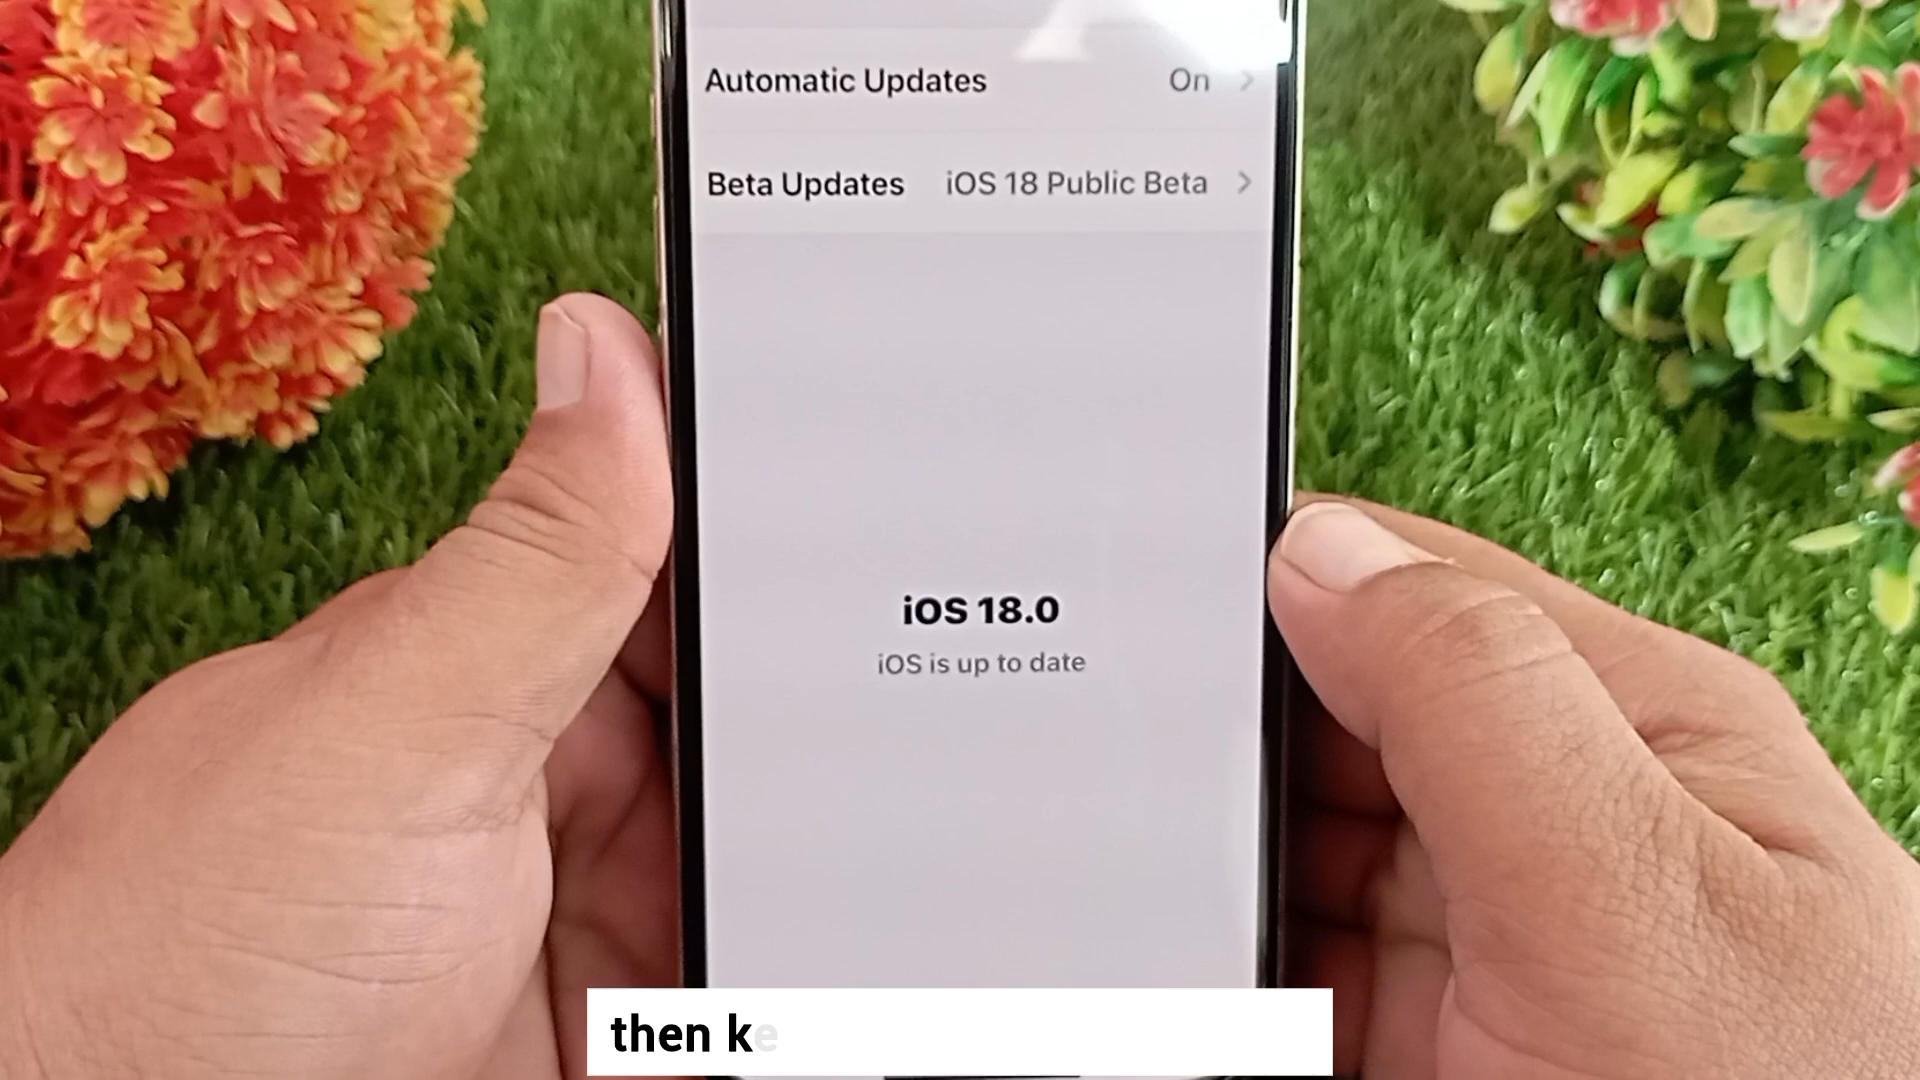 Automatic Updates On
Beta Updates iOS 18 Public Beta
iOS 18.0
iOS is up to date
then ke